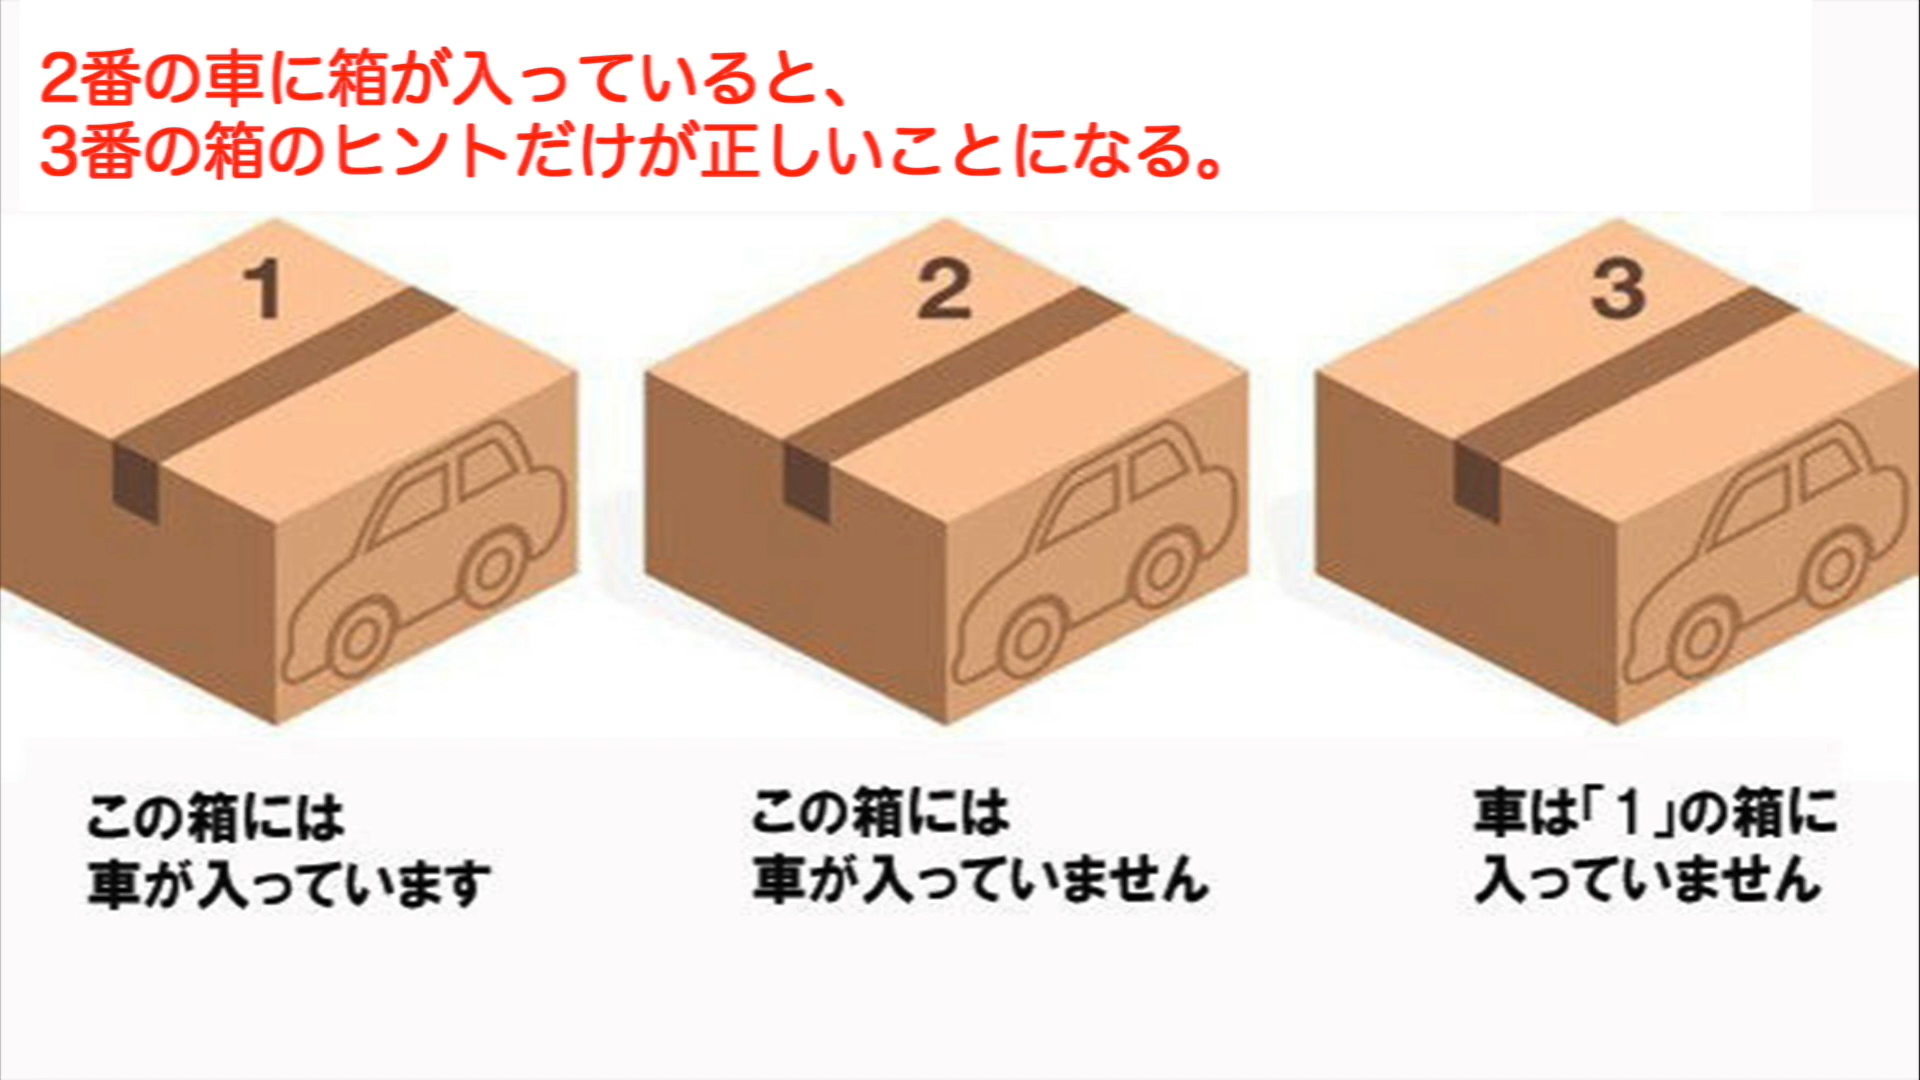 2番の車に箱が入っていると、
3番の箱のヒントだけが正しいことになる。
1
2
3
この箱には
車が入っています
この箱には
車が入っていません
車は「1」の箱に
入っていません